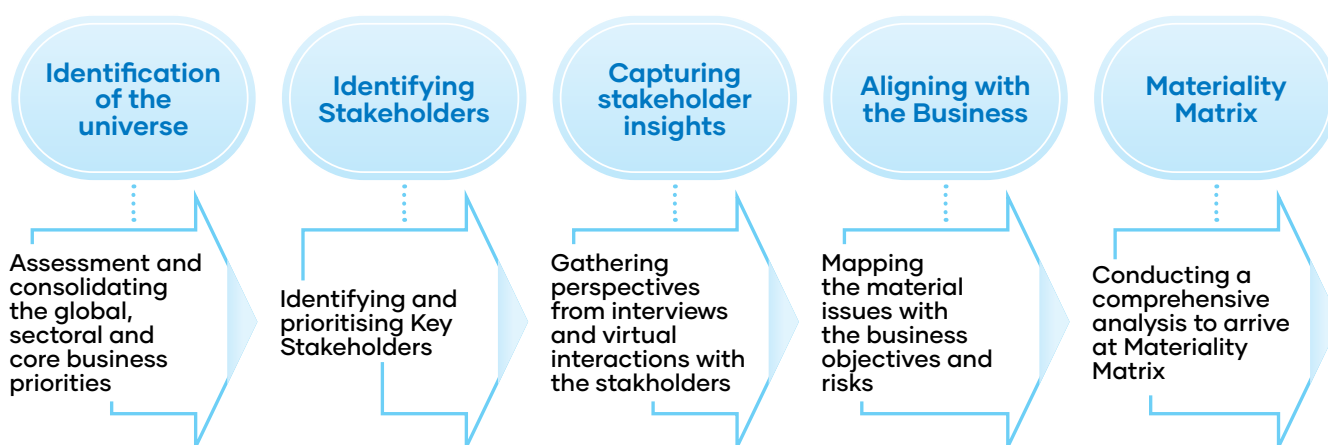 Identification
of the
universe
Identifying
Stakeholders
Capturing
stakeholder
insights
Aligning with
the Business
Materiality
Matrix
Assessment and
consolidating
the global,
sectoral and
core business
priorities
Identifying and
prioritising Key
Stakeholders
Gathering
perspectives
from interviews
and virtual
interactions with
the stakholders
Mapping
the material
issues with
the business
objectives and
risks
Conducting a
comprehensive
analysis to arrive
at Materiality
Matrix